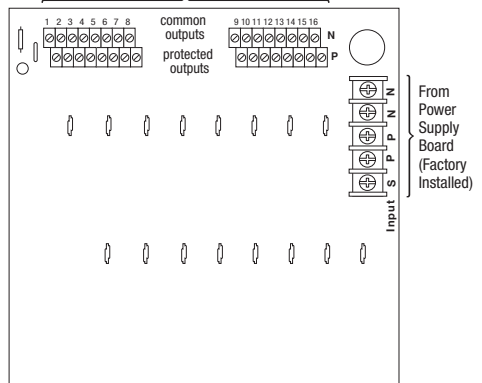 1 2 3 4 5 6 7 8
common
outputs
9 10 11 12 13 14 15 16
N
protected
outputs
P
N
N
P
P
S
Input
From
Power
Supply
Board
(Factory
Installed)